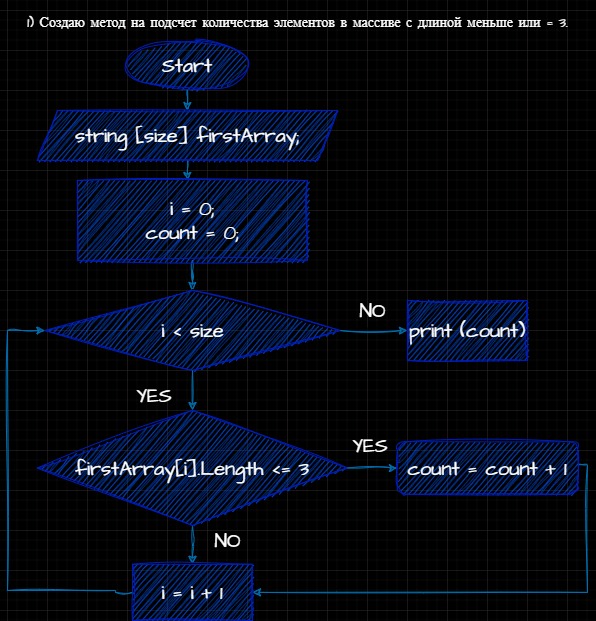 1) Создаю метод на подсчет количества элементов в массиве с длиной меньше или = 3.
Start
string [size] firstArray;
i = 0;
count = 0;
i < size
NO
print (count)
YES
firstArray[i].Length <= 3
YES
count = count + 1
NO
i = i + 1